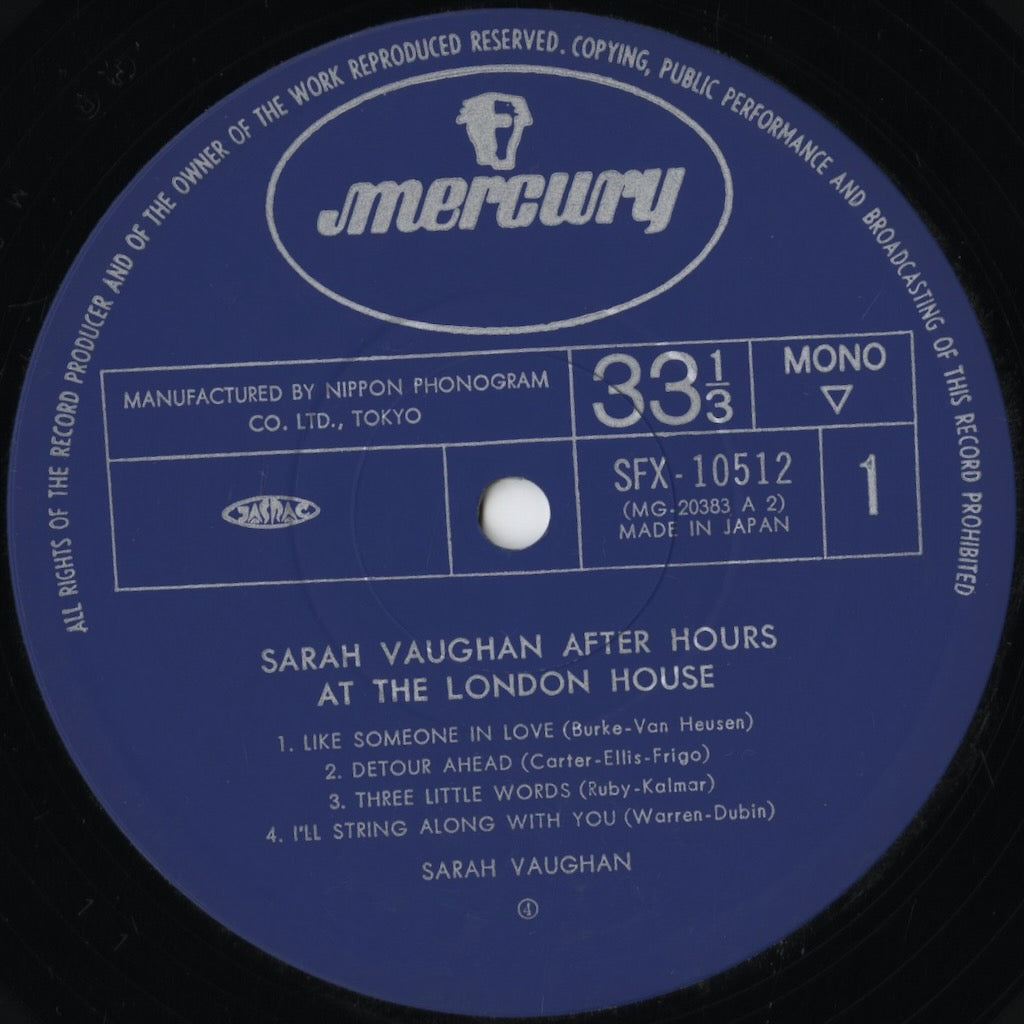 ALL RIGHTS OF THE RECORD PRODUCER AND OF THE OWNER OF THE WORK REPRODUCED RESERVED. COPYING, PUBLIC PERFORMANCE AND BROADCASTING OF THIS RECORD PROHIBITED
mercury
MANUFACTURED BY NIPPON PHONOGRAM
CO. LTD., TOKYO
33 1/3
MONO
▽
JASRAC
SFX-10512
(MG-20383 A 2)
MADE IN JAPAN
1
SARAH VAUGHAN AFTER HOURS
AT THE LONDON HOUSE
1. LIKE SOMEONE IN LOVE (Burke-Van Heusen)
2. DETOUR AHEAD (Carter-Ellis-Frigo)
3. THREE LITTLE WORDS (Ruby-Kalmar)
4. I'LL STRING ALONG WITH YOU (Warren-Dubin)
SARAH VAUGHAN
④